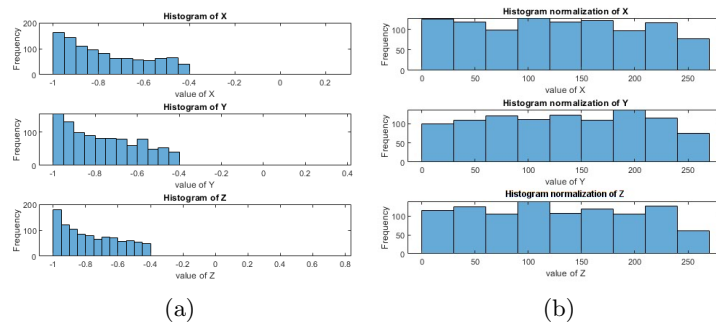 Histogram of X
Frequency
200
100
0
-1 -0.8 -0.6 -0.4 -0.2 0 0.2
value of X
Histogram of Y
Frequency
100
0
-1 -0.8 -0.6 -0.4 -0.2 0 0.2 0.4
value of Y
Histogram of Z
Frequency
200
100
0
-1 -0.8 -0.6 -0.4 -0.2 0 0.2 0.4 0.6 0.8
value of Z
(a)
Histogram normalization of X
Frequency
100
50
0
0 50 100 150 200 250
value of X
Histogram normalization of Y
Frequency
100
50
0
0 50 100 150 200 250
value of Y
Histogram normalization of Z
Frequency
100
50
0
0 50 100 150 200 250
value of Z
(b)